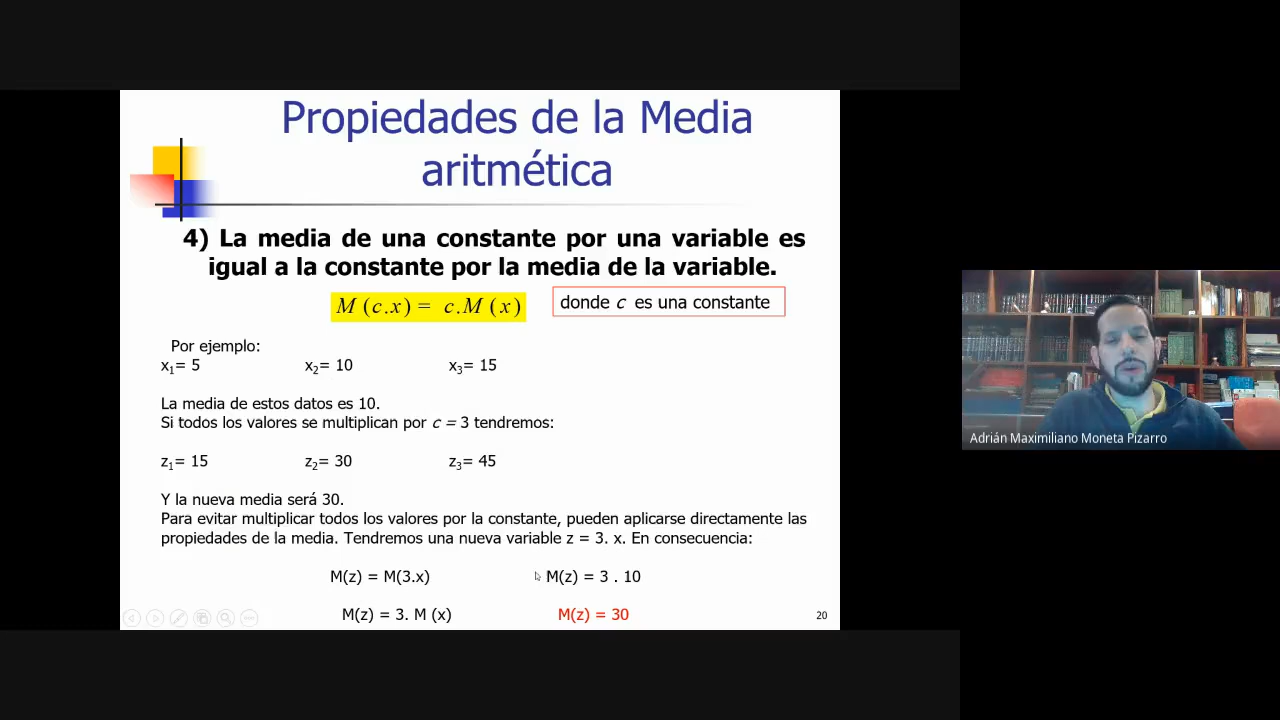 Propiedades de la Media
aritmética
4) La media de una constante por una variable es
igual a la constante por la media de la variable.
M (c.x) = c.M (x)
donde c es una constante
Por ejemplo:
x₁= 5 x₂= 10 x₃= 15
La media de estos datos es 10.
Si todos los valores se multiplican por c = 3 tendremos:
z₁= 15 z₂= 30 z₃= 45
Y la nueva media será 30.
Para evitar multiplicar todos los valores por la constante, pueden aplicarse directamente las
propiedades de la media. Tendremos una nueva variable z = 3. x. En consecuencia:
M(z) = M(3.x) M(z) = 3 . 10
M(z) = 3. M (x) M(z) = 30
20
Adrián Maximiliano Moneta Pizarro